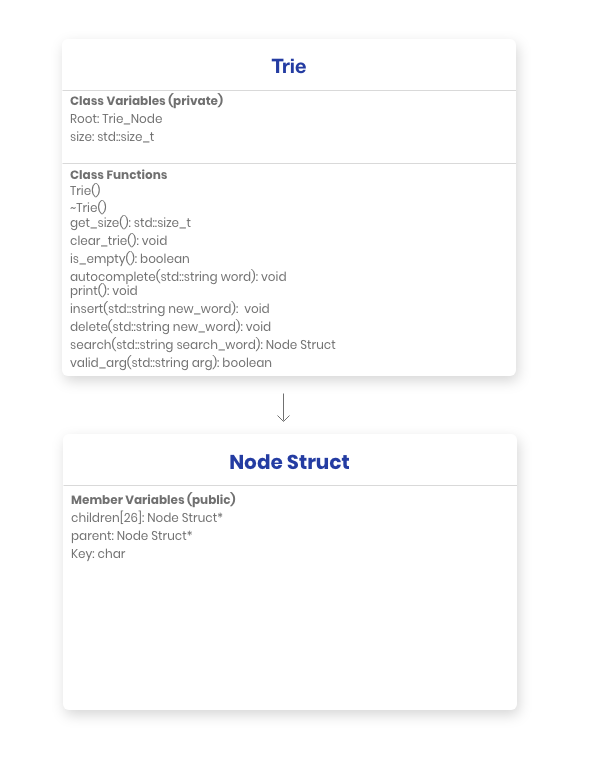 Trie
Class Variables (private)
Root: Trie_Node
size: std::size_t
Class Functions
Trie()
~Trie()
get_size(): std::size_t
clear_trie(): void
is_empty(): boolean
autocomplete(std::string word): void
print(): void
insert(std::string new_word):  void
delete(std::string new_word): void
search(std::string search_word): Node Struct
valid_arg(std::string arg): boolean
Node Struct
Member Variables (public)
children[26]: Node Struct*
parent: Node Struct*
Key: char